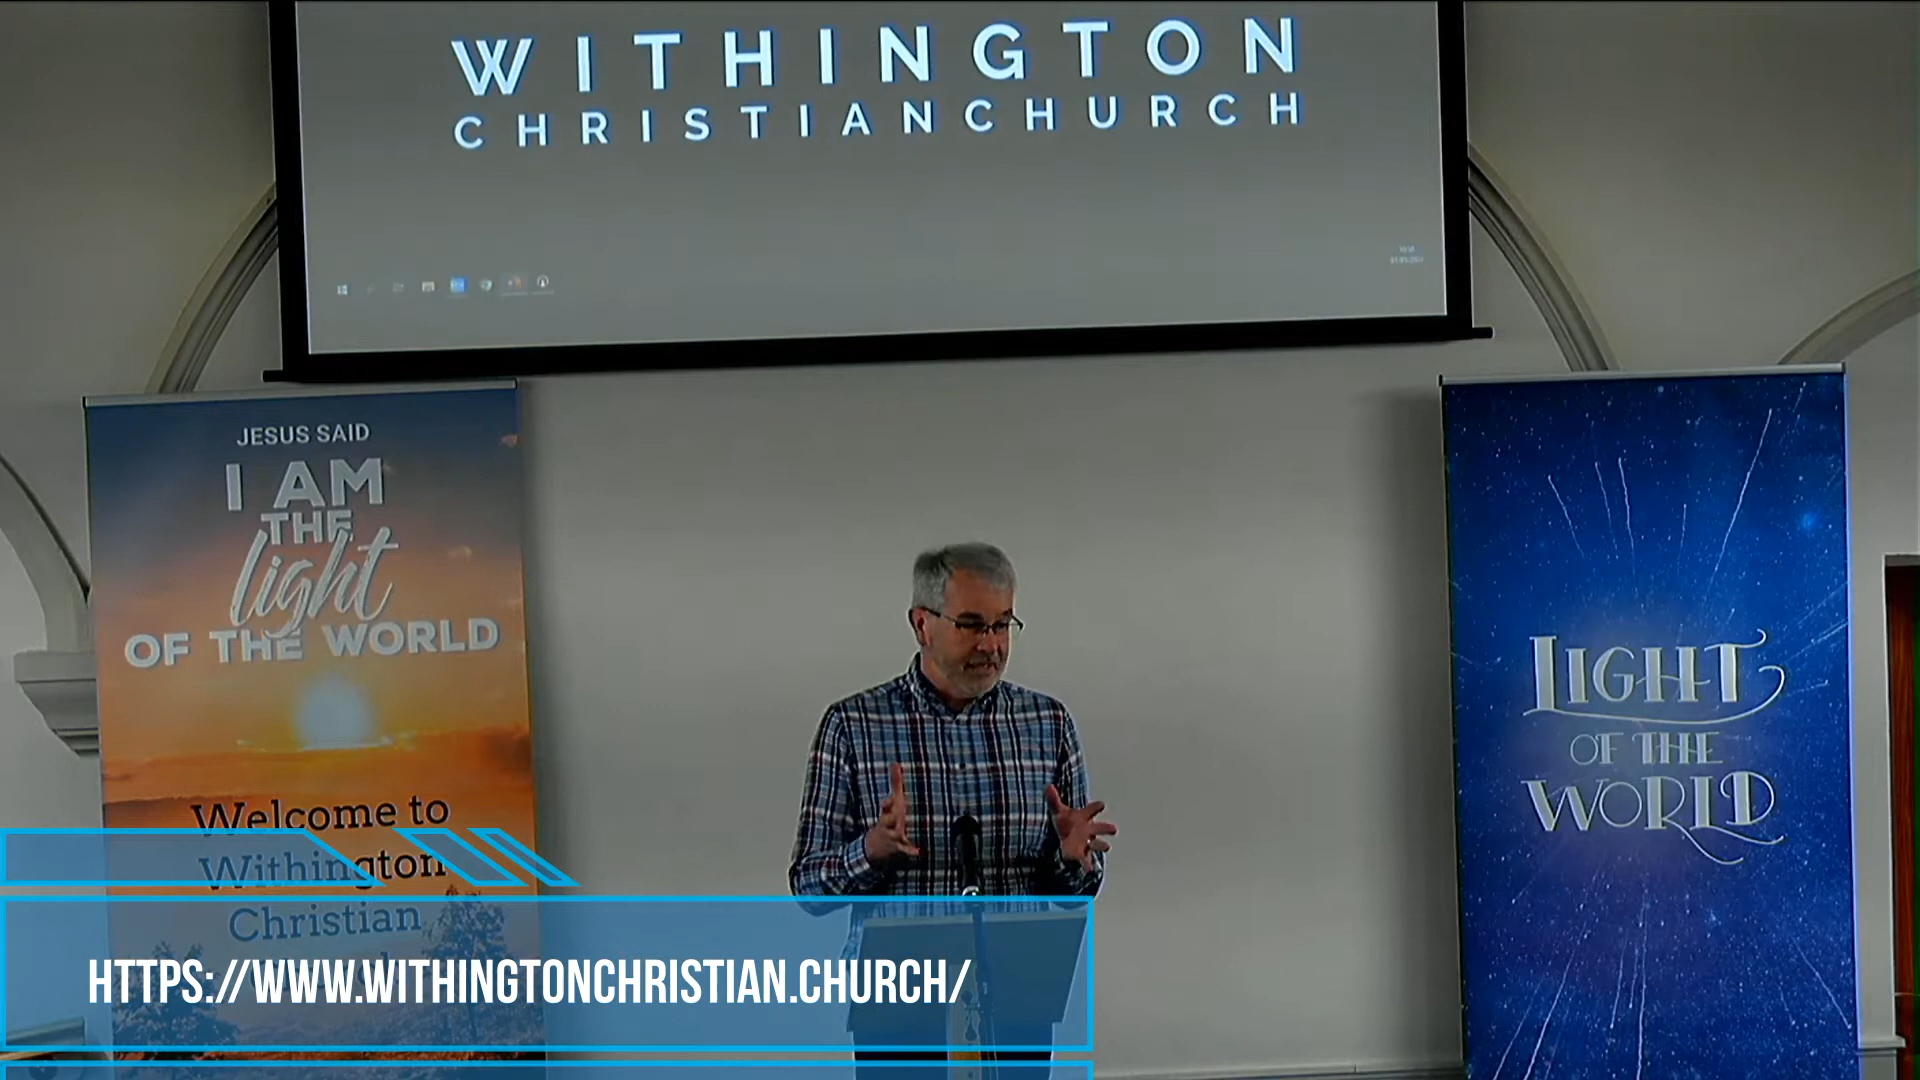 WITHINGTON
CHRISTIANCHURCH
JESUS SAID
I AM
THE
light
OF THE WORLD
Welcome to
Withington
Christian
LIGHT
OF THE
WORLD
HTTPS://WWW.WITHINGTONCHRISTIAN.CHURCH/